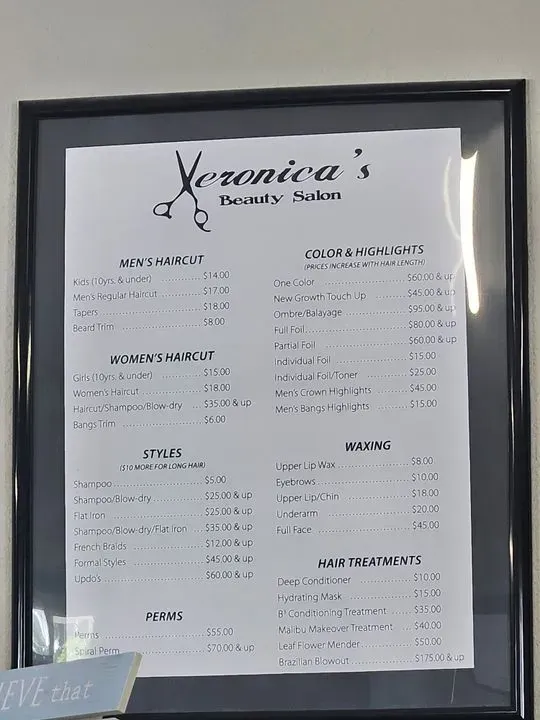 Veronica's
Beauty Salon
MEN'S HAIRCUT
Kids (10yrs. & under) ............ $14.00
Men's Regular Haircut ............ $17.00
Tapers ............ $18.00
Beard Trim ............ $8.00
WOMEN'S HAIRCUT
Girls (10yrs. & under) ............ $15.00
Women's Haircut ............ $18.00
Haircut/Shampoo/Blow-dry ...... $35.00 & up
Bangs Trim ............ $6.00
STYLES
($10 MORE FOR LONG HAIR)
Shampoo ............ $5.00
Shampoo/Blow-dry ............ $25.00 & up
Flat Iron ............ $25.00 & up
Shampoo/Blow-dry/Flat Iron .... $35.00 & up
French Braids ............ $12.00 & up
Formal Styles ............ $45.00 & up
Updo's ............ $60.00 & up
PERMS
Perms ............ $55.00
Spiral Perm ............ $70.00 & up
COLOR & HIGHLIGHTS
(PRICES INCREASE WITH HAIR LENGTH)
One Color ............ $60.00 & up
New Growth Touch Up ........ $45.00 & up
Ombre/Balayage ............ $95.00 & up
Full Foil ............ $80.00 & up
Partial Foil ............ $60.00 & up
Individual Foil ............ $15.00
Individual Foil/Toner ............ $25.00
Men's Crown Highlights ........ $45.00
Men's Bangs Highlights ........ $15.00
WAXING
Upper Lip Wax ............ $8.00
Eyebrows ............ $10.00
Upper Lip/Chin ............ $18.00
Underarm ............ $20.00
Full Face ............ $45.00
HAIR TREATMENTS
Deep Conditioner ............ $10.00
Hydrating Mask ............ $15.00
B³ Conditioning Treatment ...... $35.00
Malibu Makeover Treatment .... $40.00
Leaf Flower Mender ............ $50.00
Brazilian Blowout ............ $175.00 & up
that